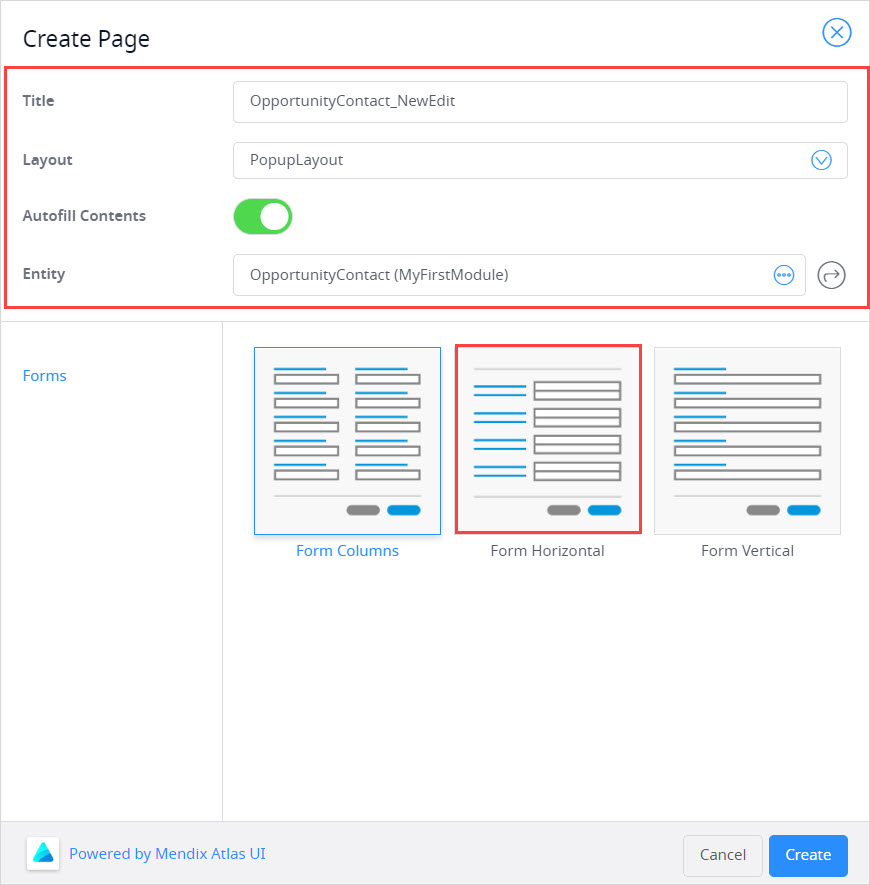 Create Page
Title
OpportunityContact_NewEdit
Layout
PopupLayout
Autofill Contents
Entity
OpportunityContact (MyFirstModule)
Forms
Form Columns
Form Horizontal
Form Vertical
Powered by Mendix Atlas UI
Cancel
Create